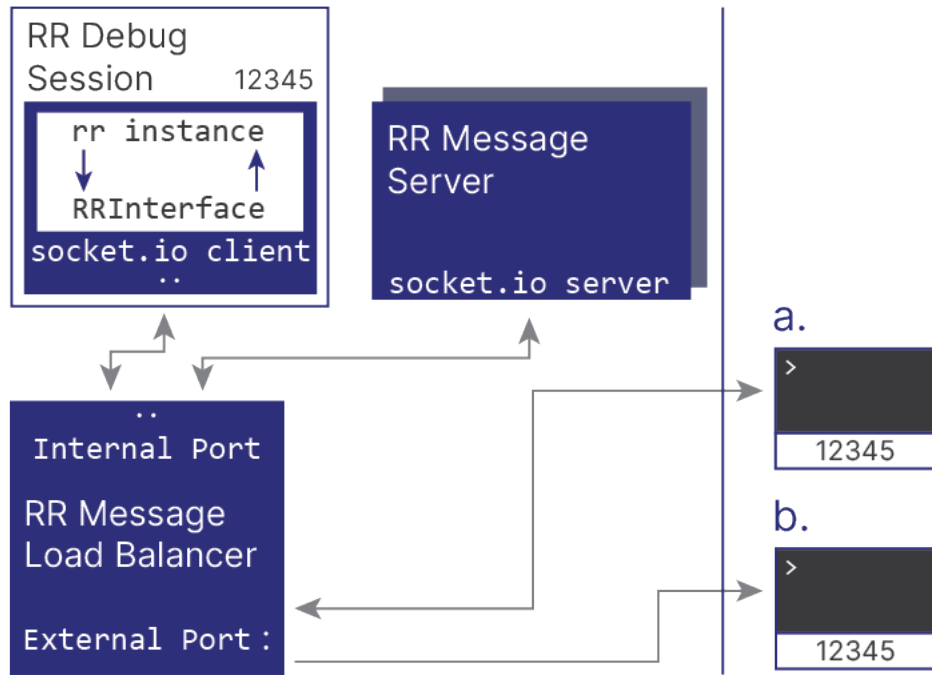 RR Debug
Session 12345
rr instance
RRInterface
socket.io client
..
RR Message
Server
socket.io server
..
Internal Port
RR Message
Load Balancer
External Port:
a.
>
12345
b.
>
12345